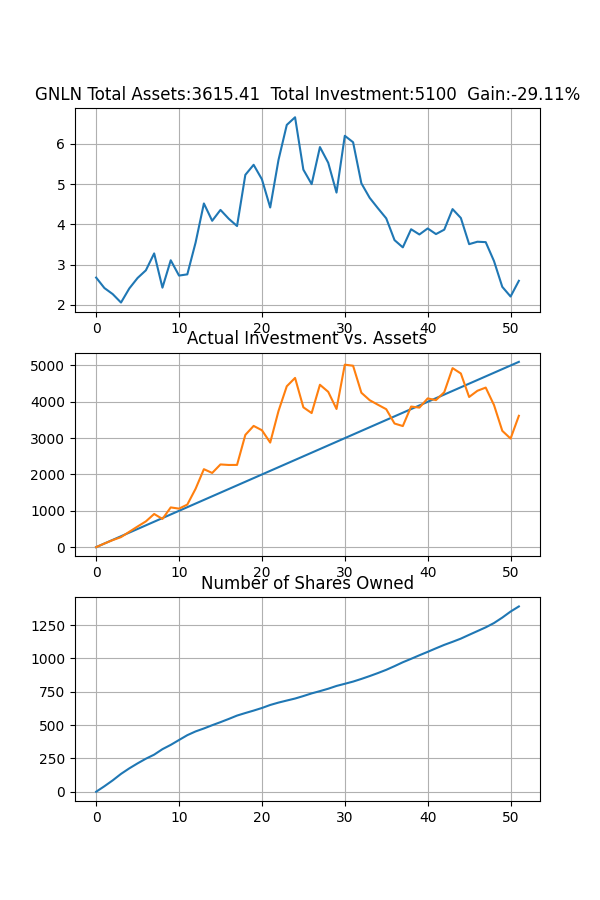 GNLN Total Assets:3615.41  Total Investment:5100  Gain:-29.11%
6
5
4
3
2
0 10 20 30 40 50
Actual Investment vs. Assets
5000
4000
3000
2000
1000
0
0 10 20 30 40 50
Number of Shares Owned
1250
1000
750
500
250
0
0 10 20 30 40 50